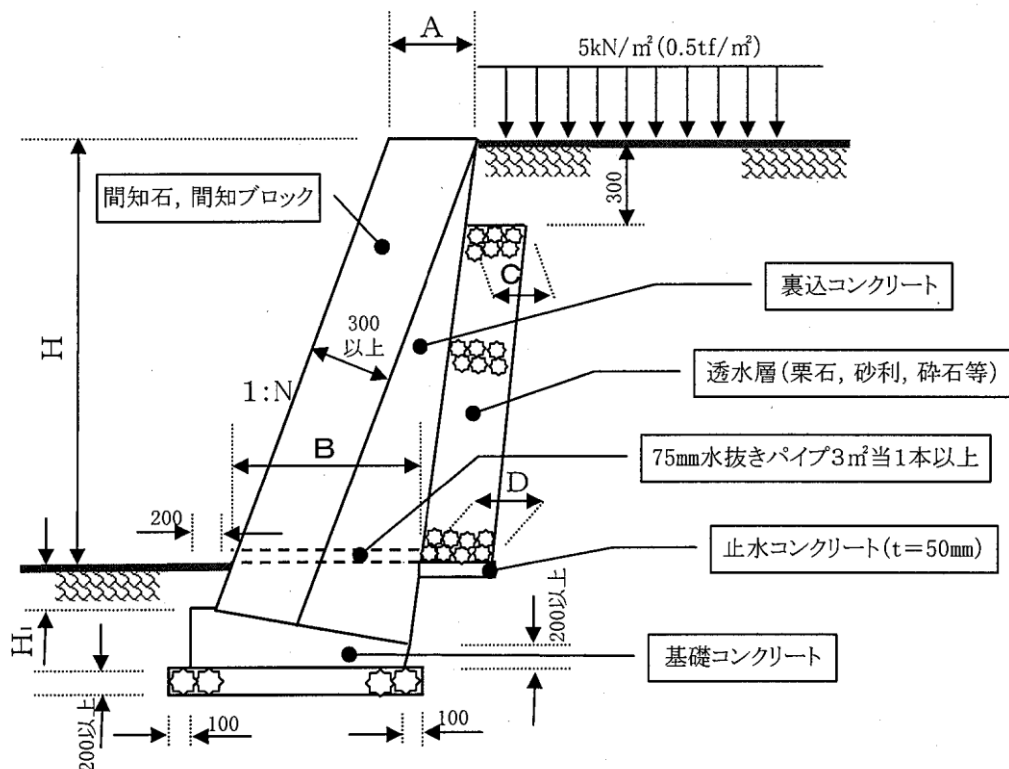 A
5kN/㎡(0.5tf/㎡)
間知石, 間知ブロック
300
C
裏込コンクリート
H
300
以上
1:N
透水層(栗石, 砂利, 砕石等)
B
75mm水抜きパイプ3㎡当1本以上
D
200
止水コンクリート(t=50mm)
H₁
200以上
基礎コンクリート
200以上
100
100